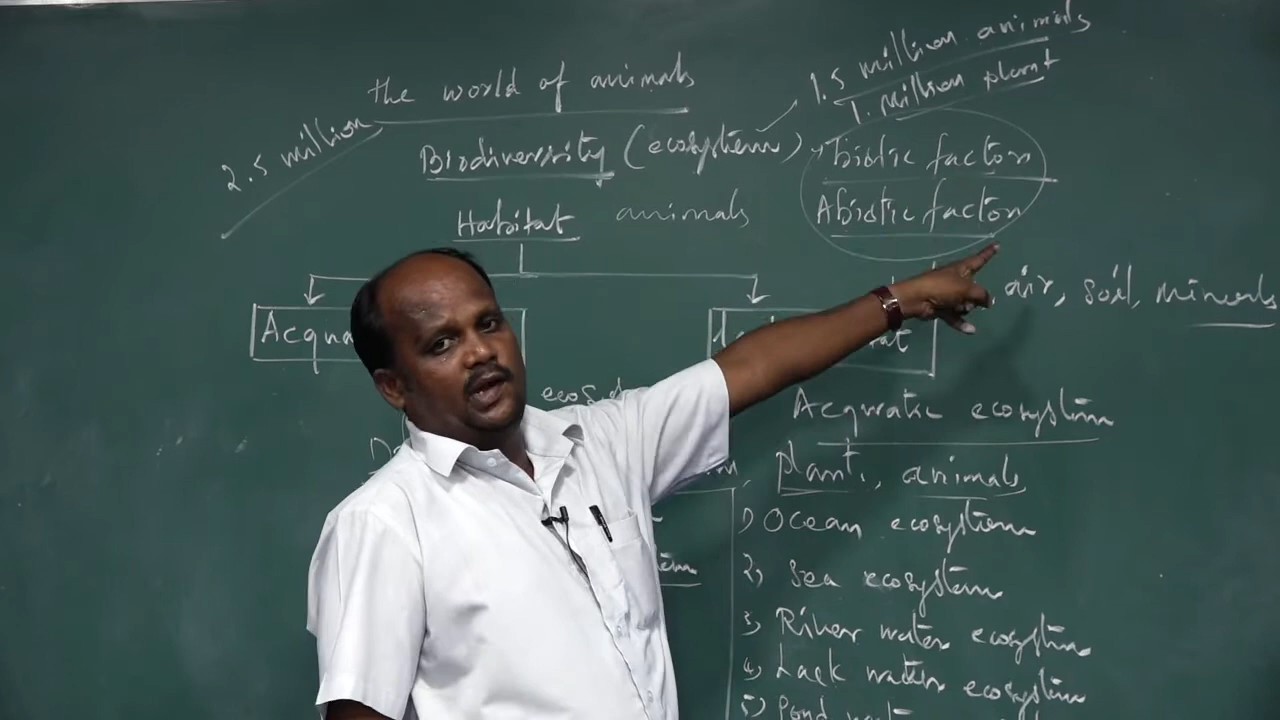 the world of animals
1.5 million animals
1. million plant
2.5 million
Biodiversity (ecosystem) biotic factor
Abiotic factor
Habitat animals
air, soil, minerals
Acqua
Acquatic ecosystem
plant, animals
1) Ocean ecosystem
2) Sea ecosystem
3) River water ecosystem
4) Lack water ecosystem
5) Pond